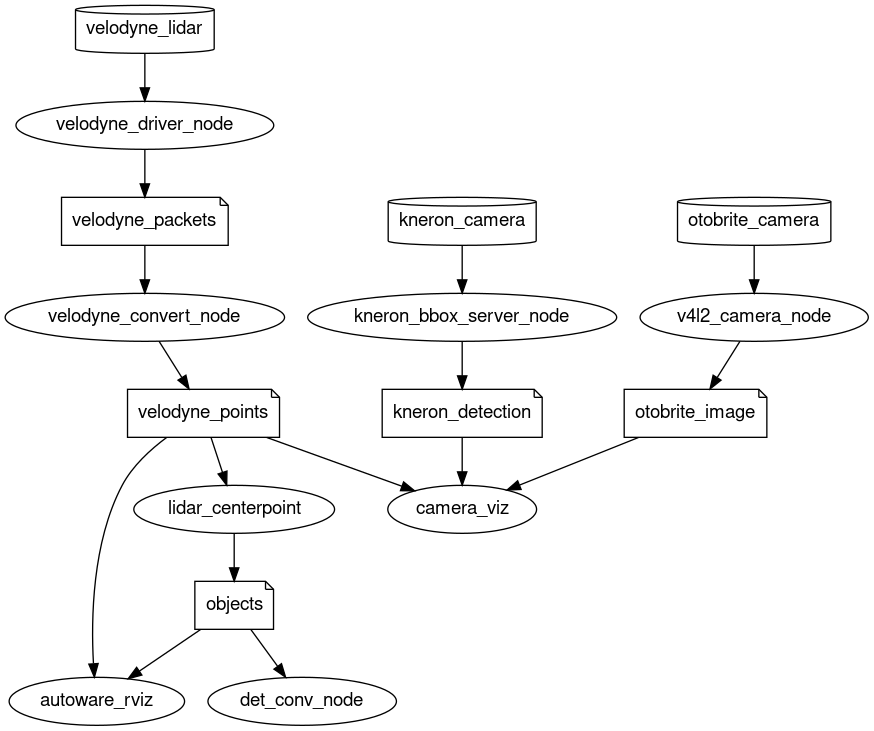 velodyne_lidar
velodyne_driver_node
velodyne_packets
kneron_camera
otobrite_camera
velodyne_convert_node
kneron_bbox_server_node
v4l2_camera_node
velodyne_points
kneron_detection
otobrite_image
lidar_centerpoint
camera_viz
objects
autoware_rviz
det_conv_node